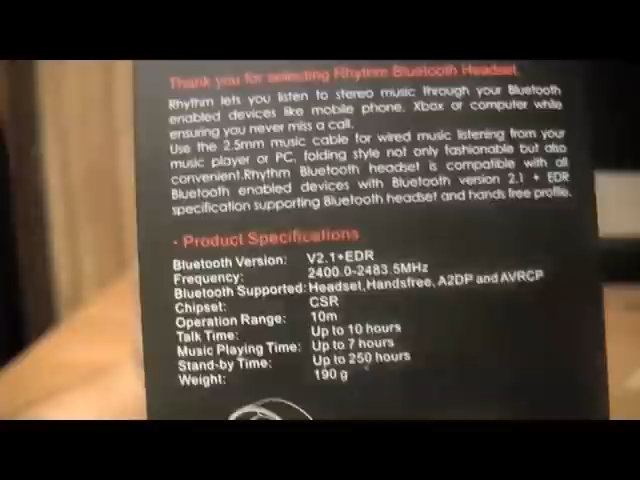 Thank you for selecting Rhythm Bluetooth Headset.
Rhythm lets you listen to stereo music through your Bluetooth
enabled devices like mobile phone, Xbox or computer while
ensuring you never miss a call.
Use the 2.5mm music cable for wired music listening from your
music player or PC, folding style not only fashionable but also
convenient.Rhythm Bluetooth headset is compatible with all
Bluetooth enabled devices with Bluetooth version 2.1 + EDR
specification supporting Bluetooth headset and hands free profile.
- Product Specifications
Bluetooth Version: V2.1+EDR
Frequency: 2400.0-2483.5MHz
Bluetooth Supported: Headset, Handsfree, A2DP and AVRCP
Chipset: CSR
Operation Range: 10m
Talk Time: Up to 10 hours
Music Playing Time: Up to 7 hours
Stand-by Time: Up to 250 hours
Weight: 190 g